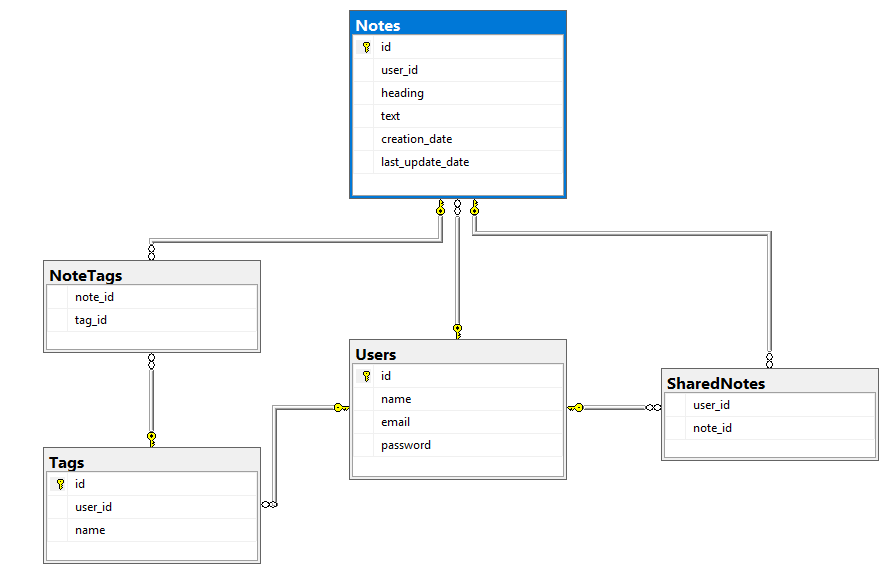 Notes
id
user_id
heading
text
creation_date
last_update_date
NoteTags
note_id
tag_id
Users
id
name
email
password
SharedNotes
user_id
note_id
Tags
id
user_id
name